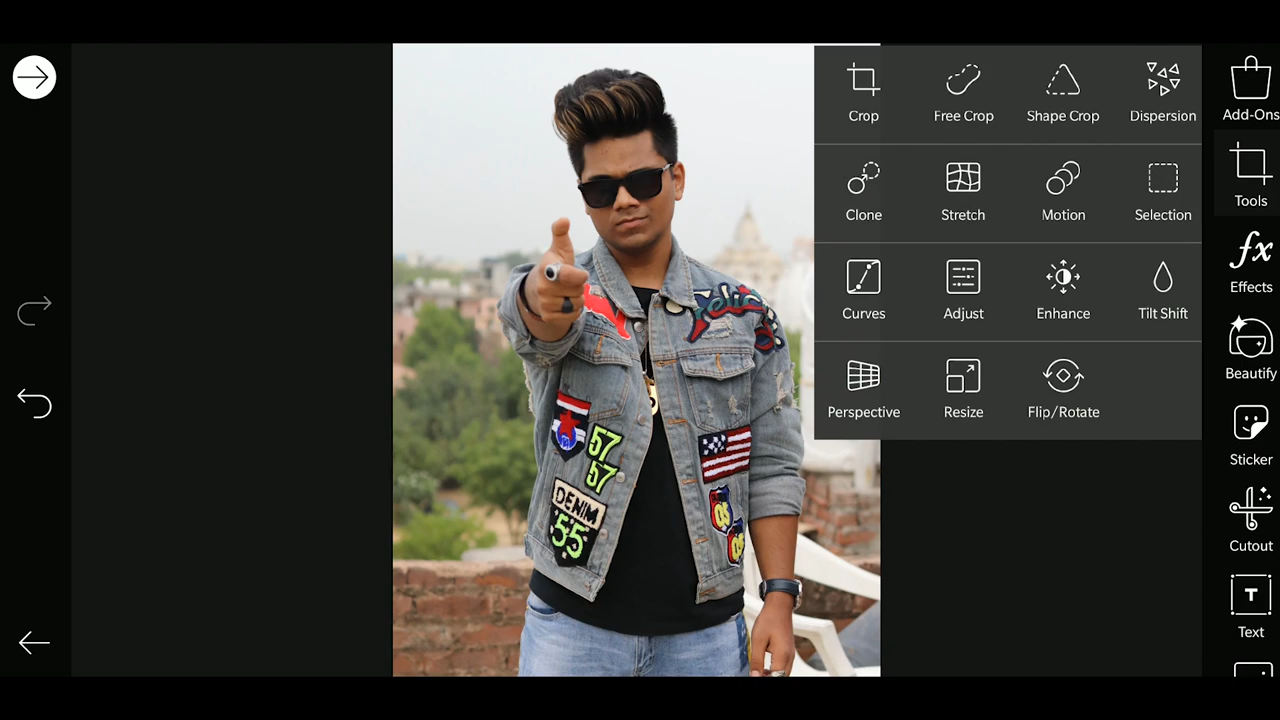 Crop
Free Crop
Shape Crop
Dispersion
Add-Ons
Clone
Stretch
Motion
Selection
Tools
Curves
Adjust
Enhance
Tilt Shift
Effects
Perspective
Resize
Flip/Rotate
Beautify
Sticker
Cutout
T
Text
57
57
DENIM
55